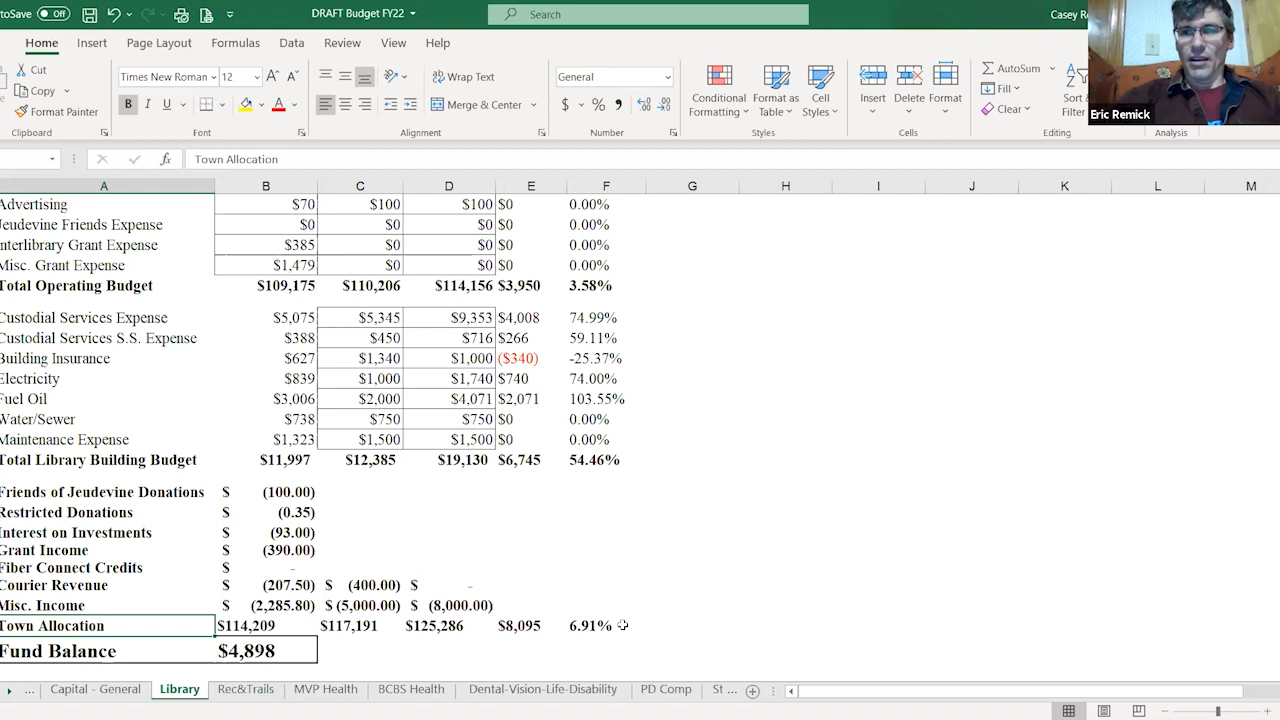 toSave Off DRAFT Budget FY22 Search Casey Re
Home Insert Page Layout Formulas Data Review View Help
Cut Copy Format Painter Clipboard
Times New Roman 12 A A B I U A Font
Wrap Text Merge & Center Alignment
General $ % , Number
Conditional Formatting Format as Table Cell Styles Styles
Insert Delete Format Cells
AutoSum Fill Clear Sort & Filter Editing
Analysis
Eric Remick
fx Town Allocation
A B C D E F G H I J K L M
Advertising $70 $100 $100 $0 0.00%
Jeudevine Friends Expense $0 $0 $0 $0 0.00%
Interlibrary Grant Expense $385 $0 $0 $0 0.00%
Misc. Grant Expense $1,479 $0 $0 $0 0.00%
Total Operating Budget $109,175 $110,206 $114,156 $3,950 3.58%
Custodial Services Expense $5,075 $5,345 $9,353 $4,008 74.99%
Custodial Services S.S. Expense $388 $450 $716 $266 59.11%
Building Insurance $627 $1,340 $1,000 ($340) -25.37%
Electricity $839 $1,000 $1,740 $740 74.00%
Fuel Oil $3,006 $2,000 $4,071 $2,071 103.55%
Water/Sewer $738 $750 $750 $0 0.00%
Maintenance Expense $1,323 $1,500 $1,500 $0 0.00%
Total Library Building Budget $11,997 $12,385 $19,130 $6,745 54.46%
Friends of Jeudevine Donations $ (100.00)
Restricted Donations $ (0.35)
Interest on Investments $ (93.00)
Grant Income $ (390.00)
Fiber Connect Credits $ -
Courier Revenue $ (207.50) $ (400.00) $ -
Misc. Income $ (2,285.80) $ (5,000.00) $ (8,000.00)
Town Allocation $114,209 $117,191 $125,286 $8,095 6.91%
Fund Balance $4,898
... Capital - General Library Rec&Trails MVP Health BCBS Health Dental-Vision-Life-Disability PD Comp St ...